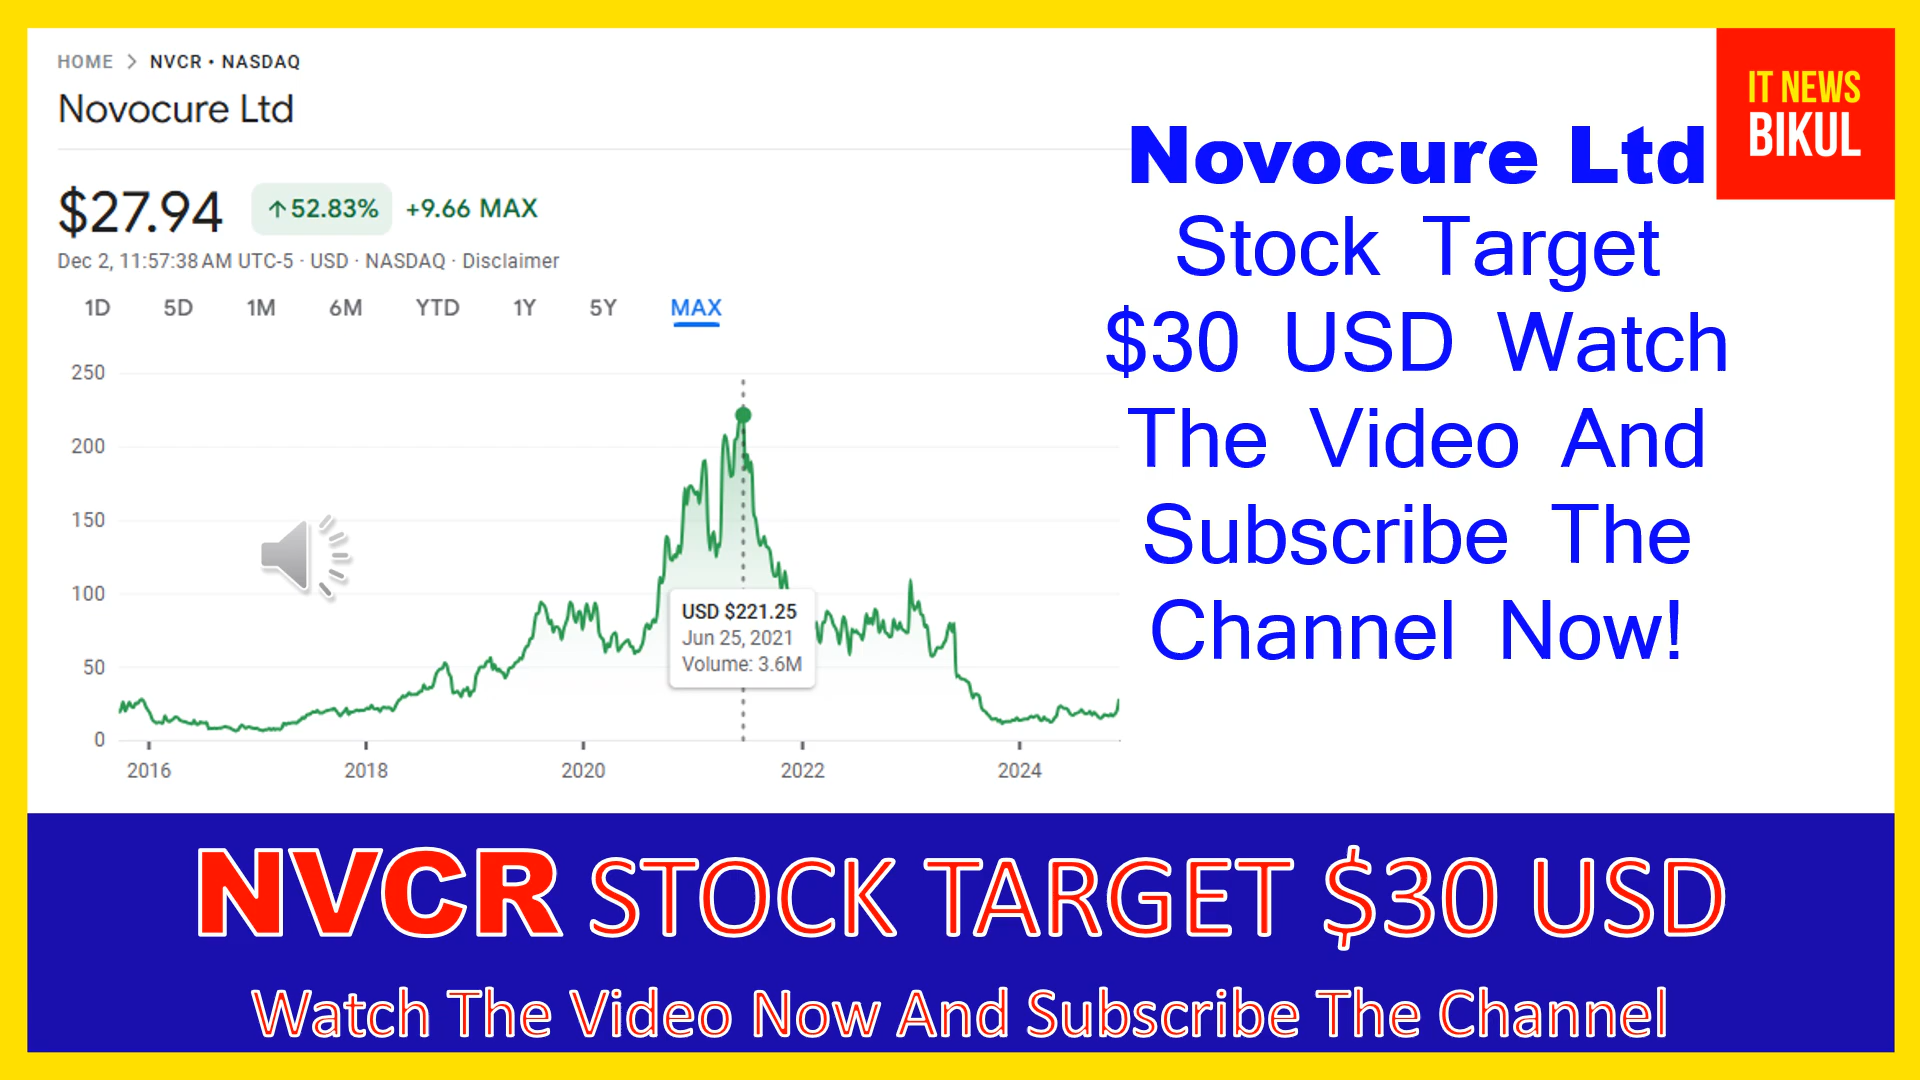 HOME > NVCR • NASDAQ
Novocure Ltd
$27.94 ↑52.83% +9.66 MAX
Dec 2, 11:57:38 AM UTC-5 · USD · NASDAQ · Disclaimer
1D 5D 1M 6M YTD 1Y 5Y MAX
250
200
150
100
50
0
2016 2018 2020 2022 2024
USD $221.25
Jun 25, 2021
Volume: 3.6M
IT NEWS
BIKUL
Novocure Ltd
Stock Target
$30 USD Watch
The Video And
Subscribe The
Channel Now!
NVCR STOCK TARGET $30 USD
Watch The Video Now And Subscribe The Channel